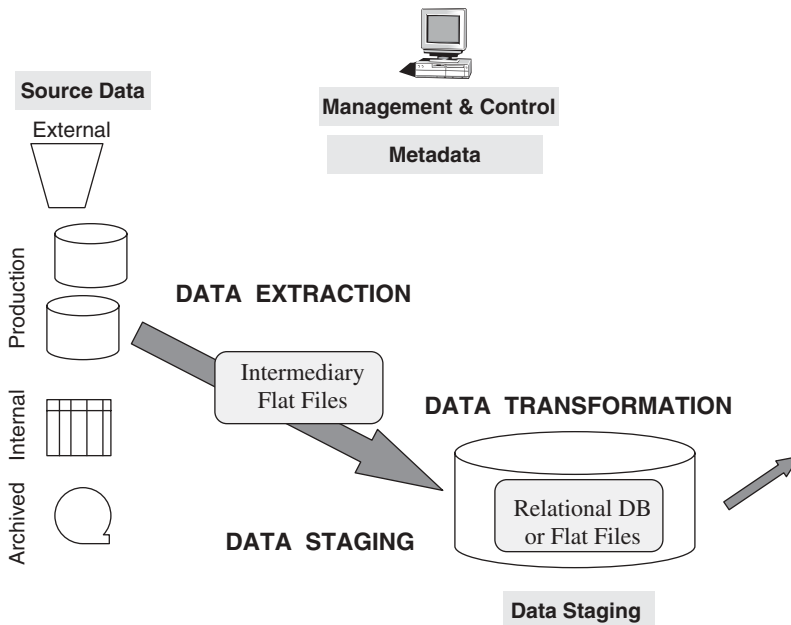 Source Data
External
Production
Internal
Archived
Management & Control
Metadata
DATA EXTRACTION
Intermediary
Flat Files
DATA TRANSFORMATION
Relational DB
or Flat Files
DATA STAGING
Data Staging